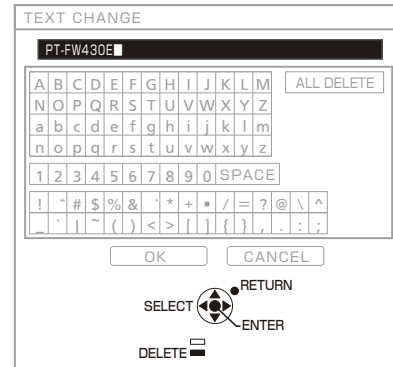 TEXT CHANGE
PT-FW430E
A B C D E F G H I J K L M ALL DELETE
N O P Q R S T U V W X Y Z
a b c d e f g h i j k l m
n o p q r s t u v w x y z
1 2 3 4 5 6 7 8 9 0 SPACE
! “ # $ % & ‘ * + / = ? @ \ ^
_ ` | ~ ( ) < > [ ] { } , . : ;
OK CANCEL
RETURN
SELECT
ENTER
DELETE